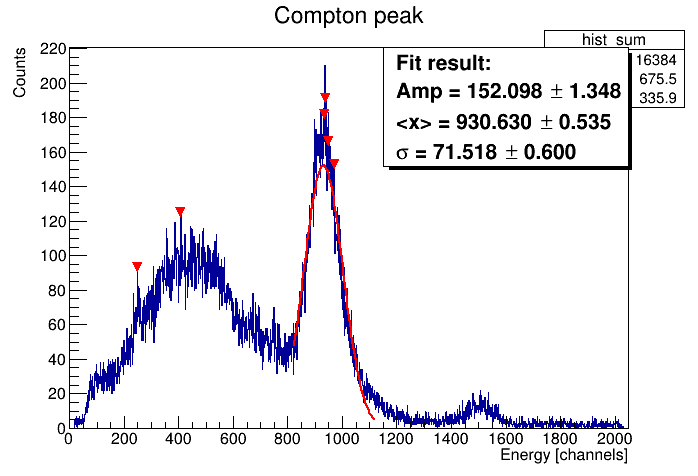 Compton peak
Counts
220
200
180
160
140
120
100
80
60
40
20
0
hist_sum
16384
675.5
335.9
Fit result:
Amp = 152.098 ± 1.348
<x> = 930.630 ± 0.535
σ = 71.518 ± 0.600
0 200 400 600 800 1000 1200 1400 1600 1800 2000
Energy [channels]